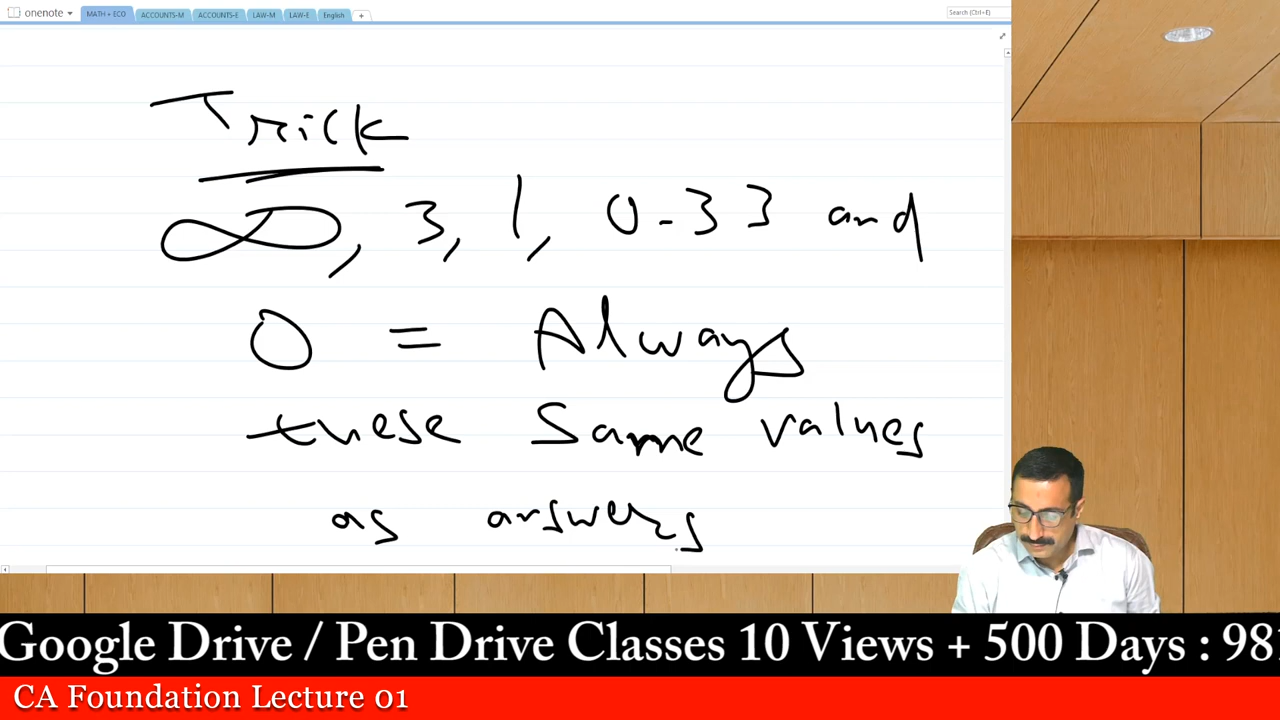 onenote
MATH + ECO
ACCOUNTS-M
ACCOUNTS-E
LAW-M
LAW-E
English
Search (Ctrl+E)
Trick
∞, 3, 1, 0.33 and
0 = Always
these same values
as answers
Google Drive / Pen Drive Classes 10 Views + 500 Days : 98
CA Foundation Lecture 01